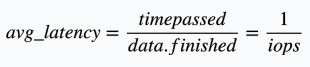 avg_latency = timepassed / data.finished = 1 / iops